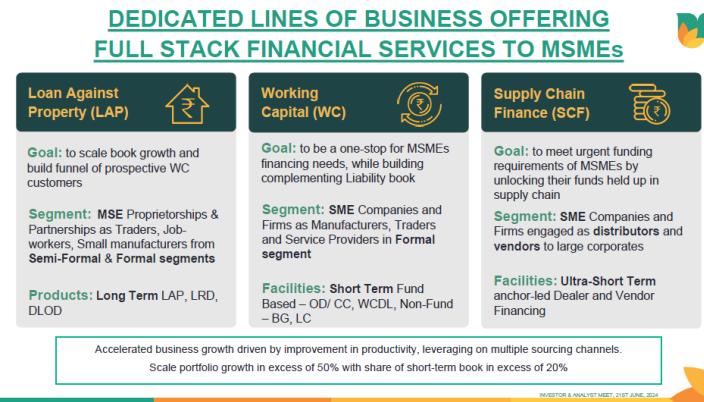 DEDICATED LINES OF BUSINESS OFFERING
FULL STACK FINANCIAL SERVICES TO MSMEs
Loan Against
Property (LAP)
Goal: to scale book growth and
build funnel of prospective WC
customers
Segment: MSE Proprietorships &
Partnerships as Traders, Job-
workers, Small manufacturers from
Semi-Formal & Formal segments
Products: Long Term LAP, LRD,
DLOD
Working
Capital (WC)
Goal: to be a one-stop for MSMEs
financing needs, while building
complementing Liability book
Segment: SME Companies and
Firms as Manufacturers, Traders
and Service Providers in Formal
segment
Facilities: Short Term Fund
Based – OD/ CC, WCDL, Non-Fund
– BG, LC
Supply Chain
Finance (SCF)
Goal: to meet urgent funding
requirements of MSMEs by
unlocking their funds held up in
supply chain
Segment: SME Companies and
Firms engaged as distributors and
vendors to large corporates
Facilities: Ultra-Short Term
anchor-led Dealer and Vendor
Financing
Accelerated business growth driven by improvement in productivity, leveraging on multiple sourcing channels.
Scale portfolio growth in excess of 50% with share of short-term book in excess of 20%
INVESTOR & ANALYST MEET, 21ST JUNE, 2024